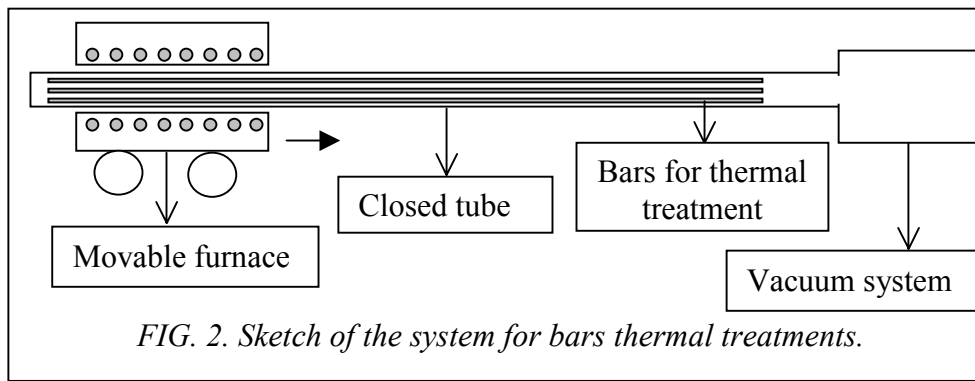 Bars for thermal
treatment
Closed tube
Movable furnace
Vacuum system
FIG. 2. Sketch of the system for bars thermal treatments.